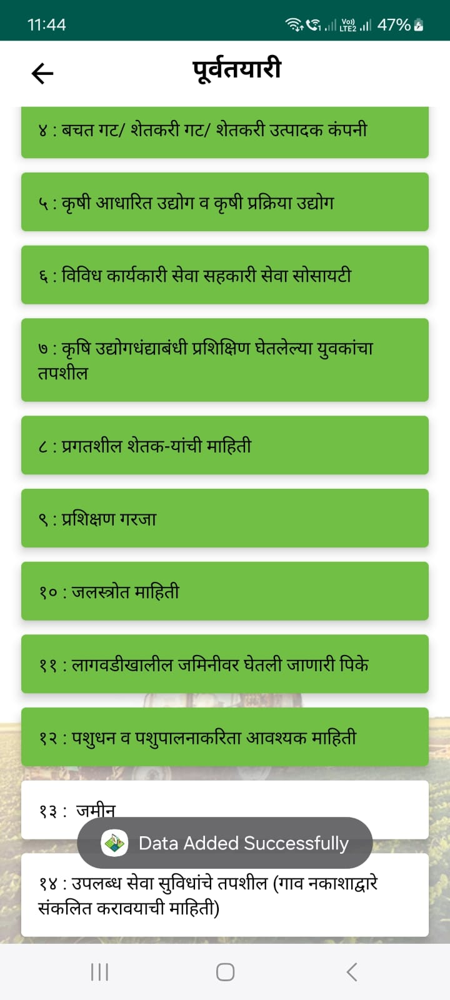 11:44
Vo)) LTE2 47%
पूर्वतयारी
४ : बचत गट/ शेतकरी गट/ शेतकरी उत्पादक कंपनी
५ : कृषी आधारित उद्योग व कृषी प्रक्रिया उद्योग
६ : विविध कार्यकारी सेवा सहकारी सेवा सोसायटी
७ : कृषि उद्योगधंद्याबंधी प्रशिक्षिण घेतलेल्या युवकांचा
तपशील
८ : प्रगतशील शेतक-यांची माहिती
९ : प्रशिक्षण गरजा
१० : जलस्त्रोत माहिती
११ : लागवडीखालील जमिनीवर घेतली जाणारी पिके
१२ : पशुधन व पशुपालनाकरिता आवश्यक माहिती
१३ : जमीन
Data Added Successfully
१४ : उपलब्ध सेवा सुविधांचे तपशील (गाव नकाशाद्वारे
संकलित करावयाची माहिती)